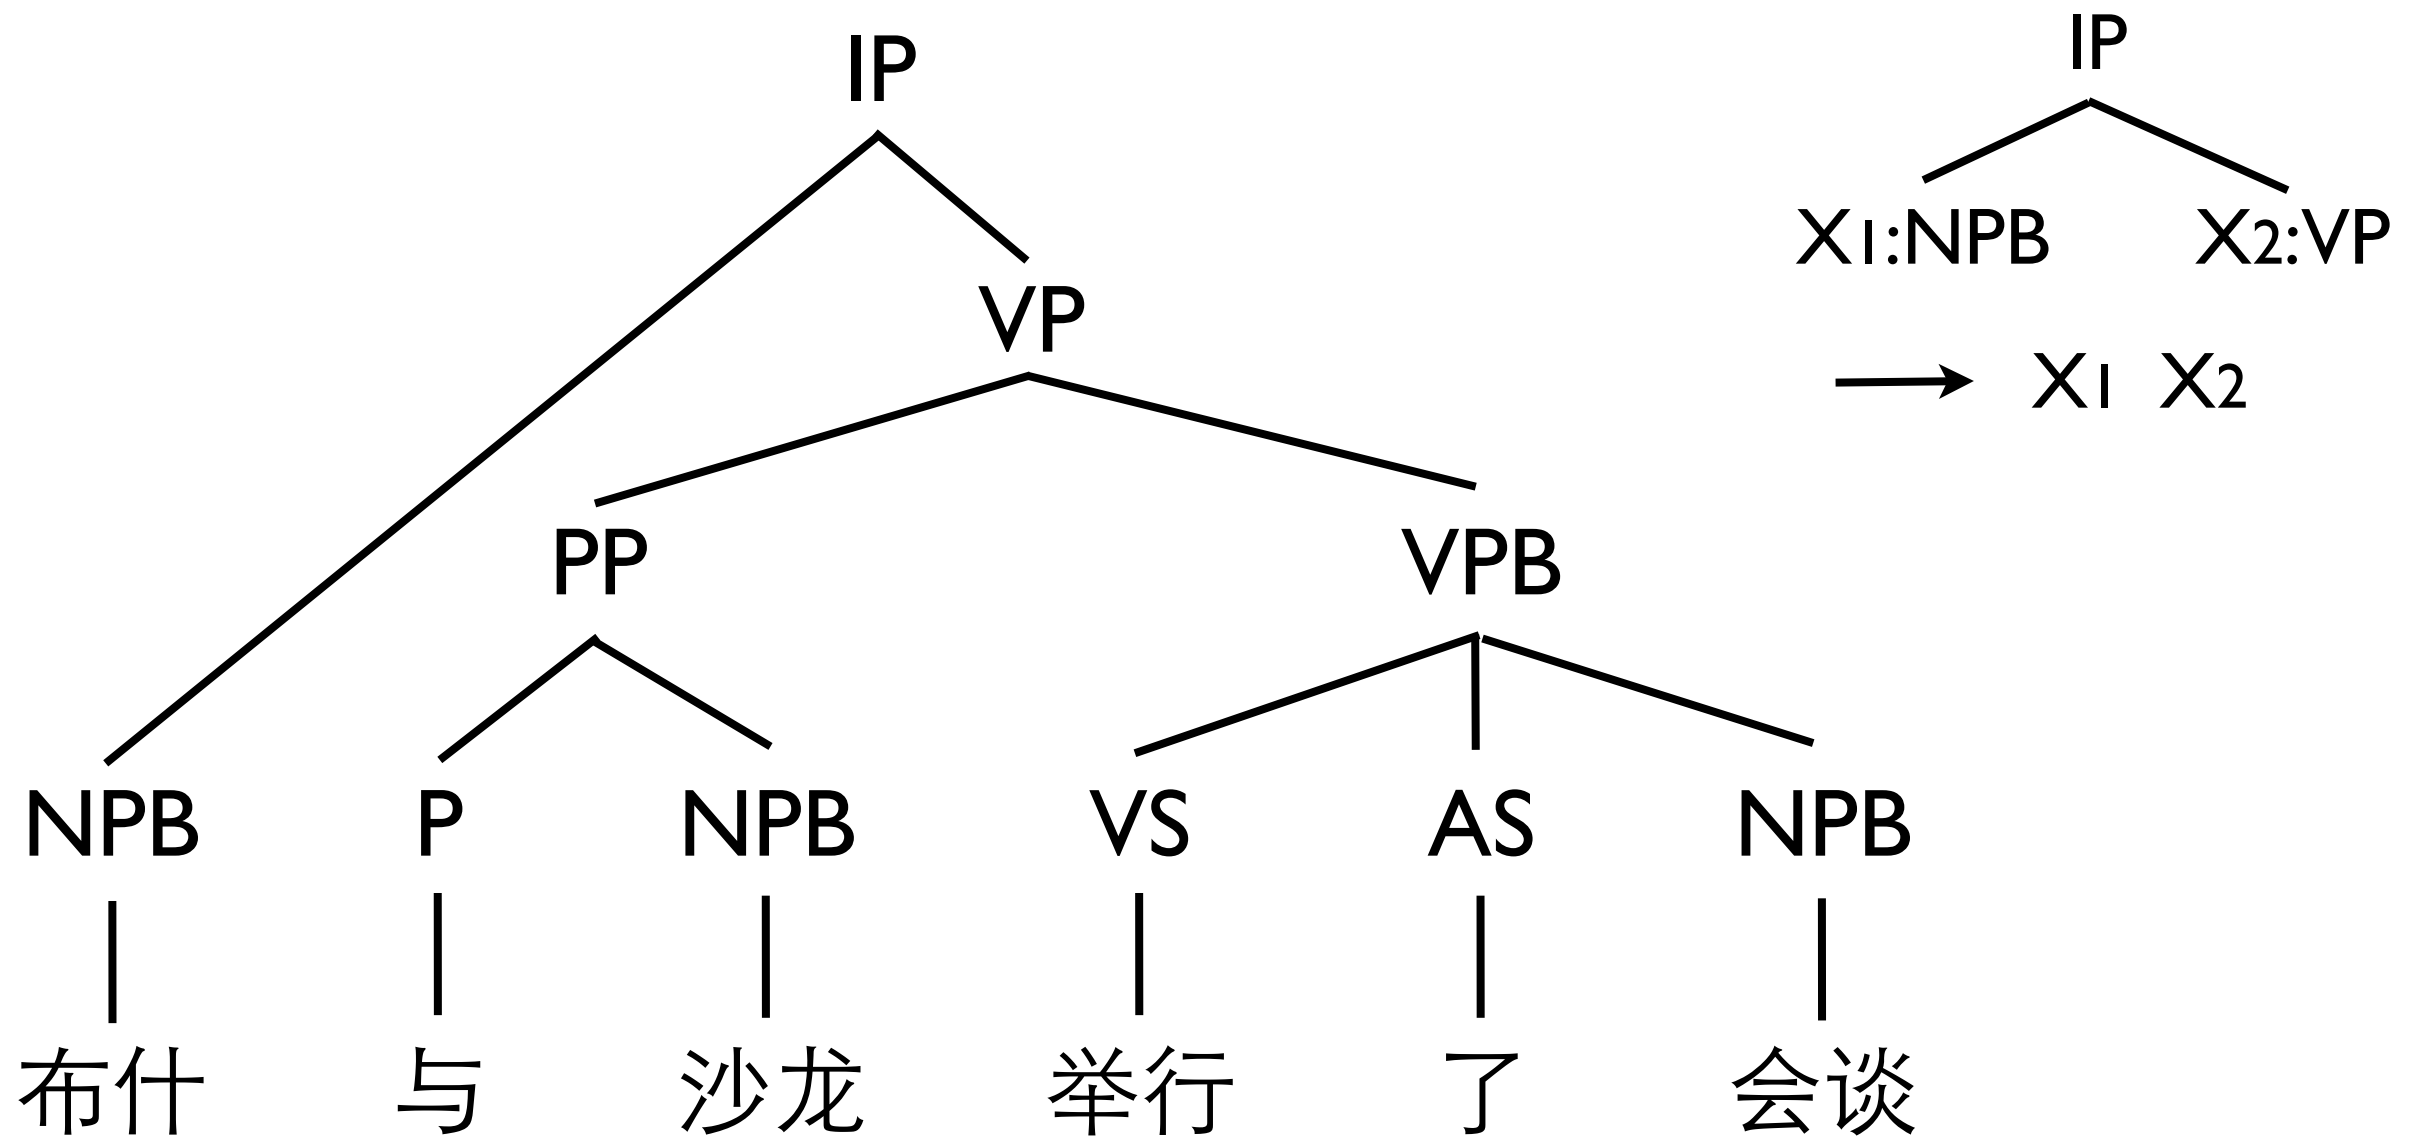 IP
IP
X1:NPB X2:VP
VP
→ X1 X2
PP VPB
NPB P NPB VS AS NPB
布什 与 沙龙 举行 了 会谈